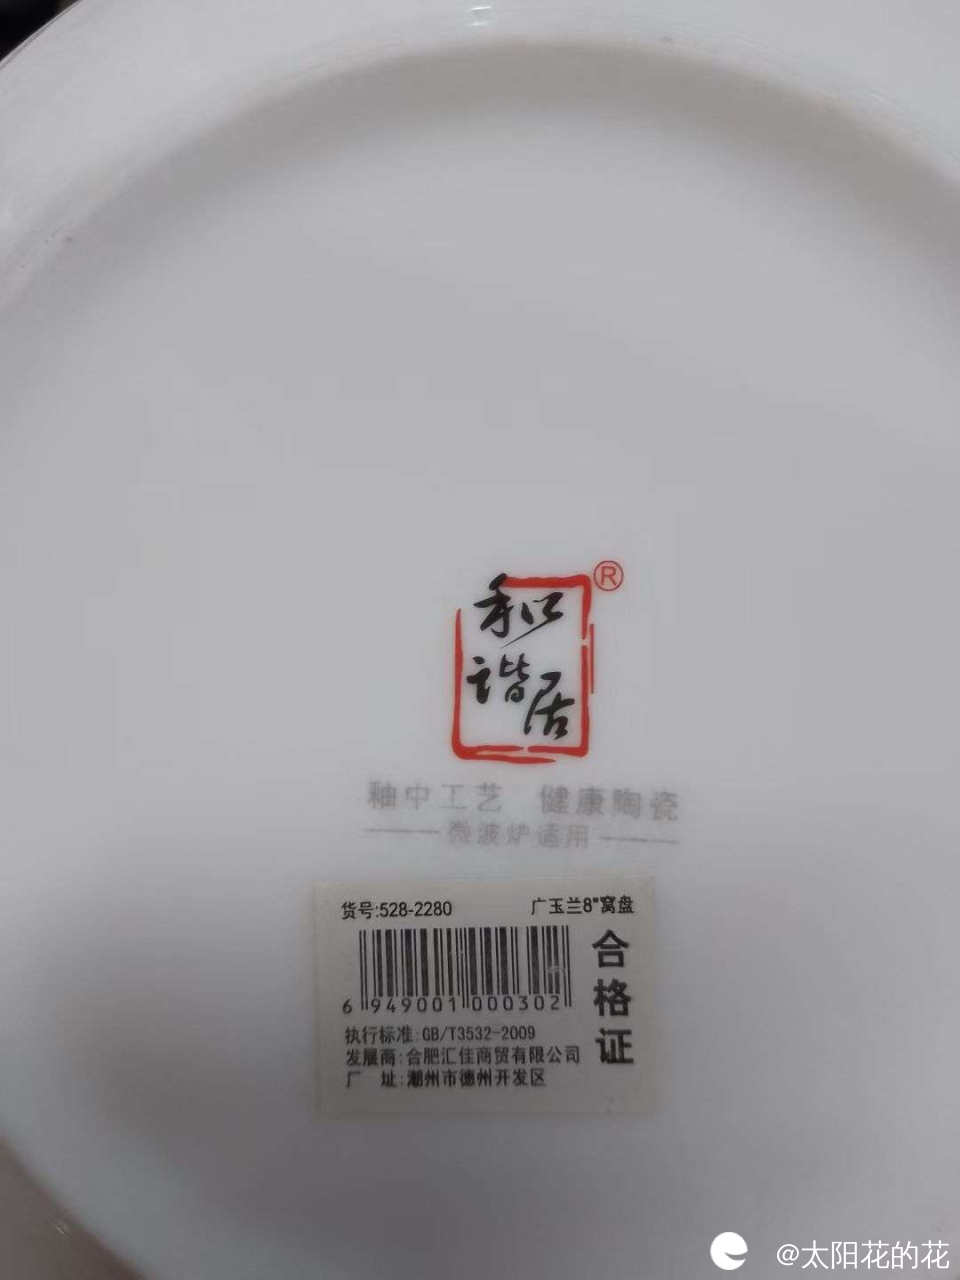 和
谐居
®
釉中工艺 健康陶瓷
微波炉适用
货号:528-2280 广玉兰8"窝盘
6 949001 000302
合格证
执行标准:GB/T3532-2009
发展商:合肥汇佳商贸有限公司
厂 址:潮州市德州开发区
@太阳花的花